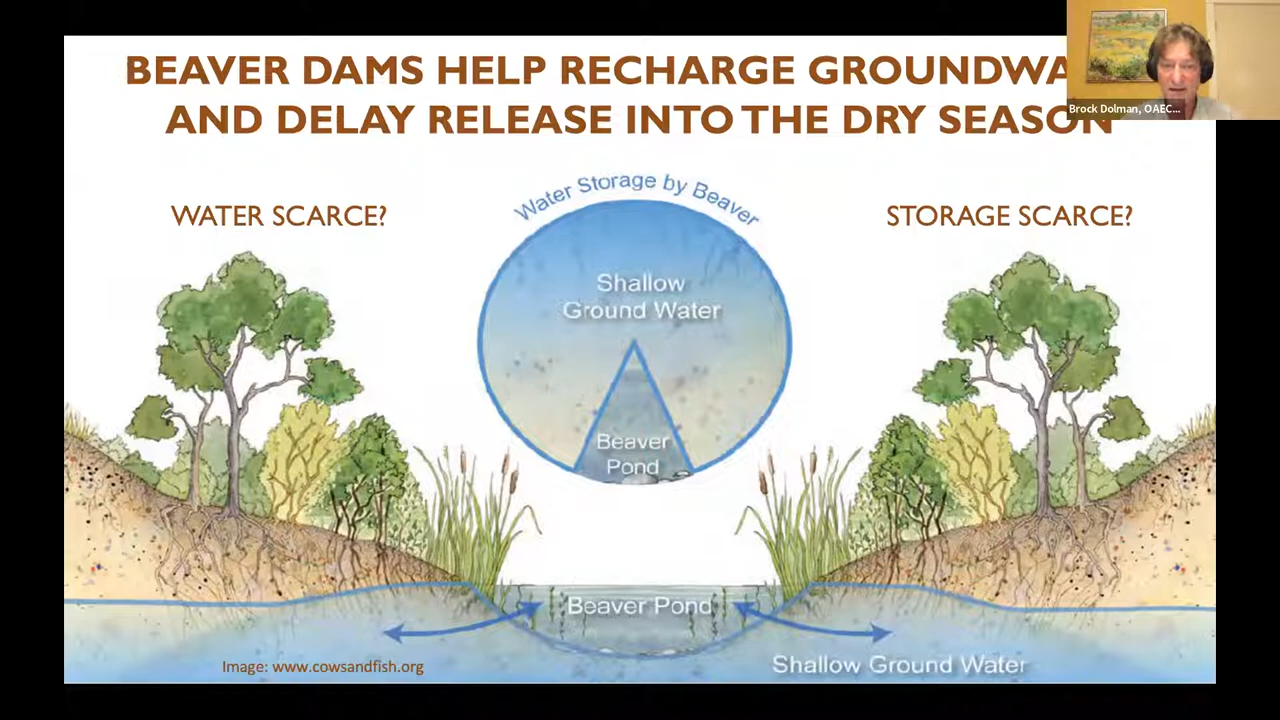 BEAVER DAMS HELP RECHARGE GROUNDWA
AND DELAY RELEASE INTO THE DRY SEASON
Brock Dolman, OAEC...
WATER SCARCE?
Water Storage by Beaver
STORAGE SCARCE?
Shallow
Ground Water
Beaver
Pond
Beaver Pond
Image: www.cowsandfish.org
Shallow Ground Water